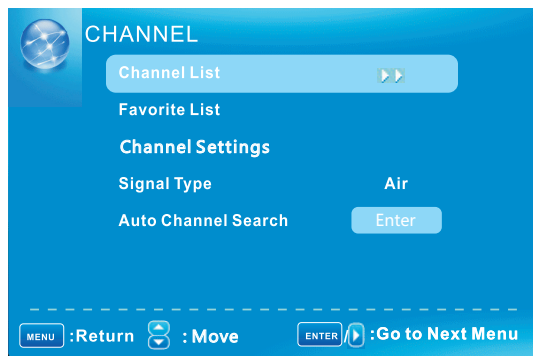 CHANNEL
Channel List
Favorite List
Channel Settings
Signal Type Air
Auto Channel Search Enter
MENU :Return : Move ENTER / :Go to Next Menu